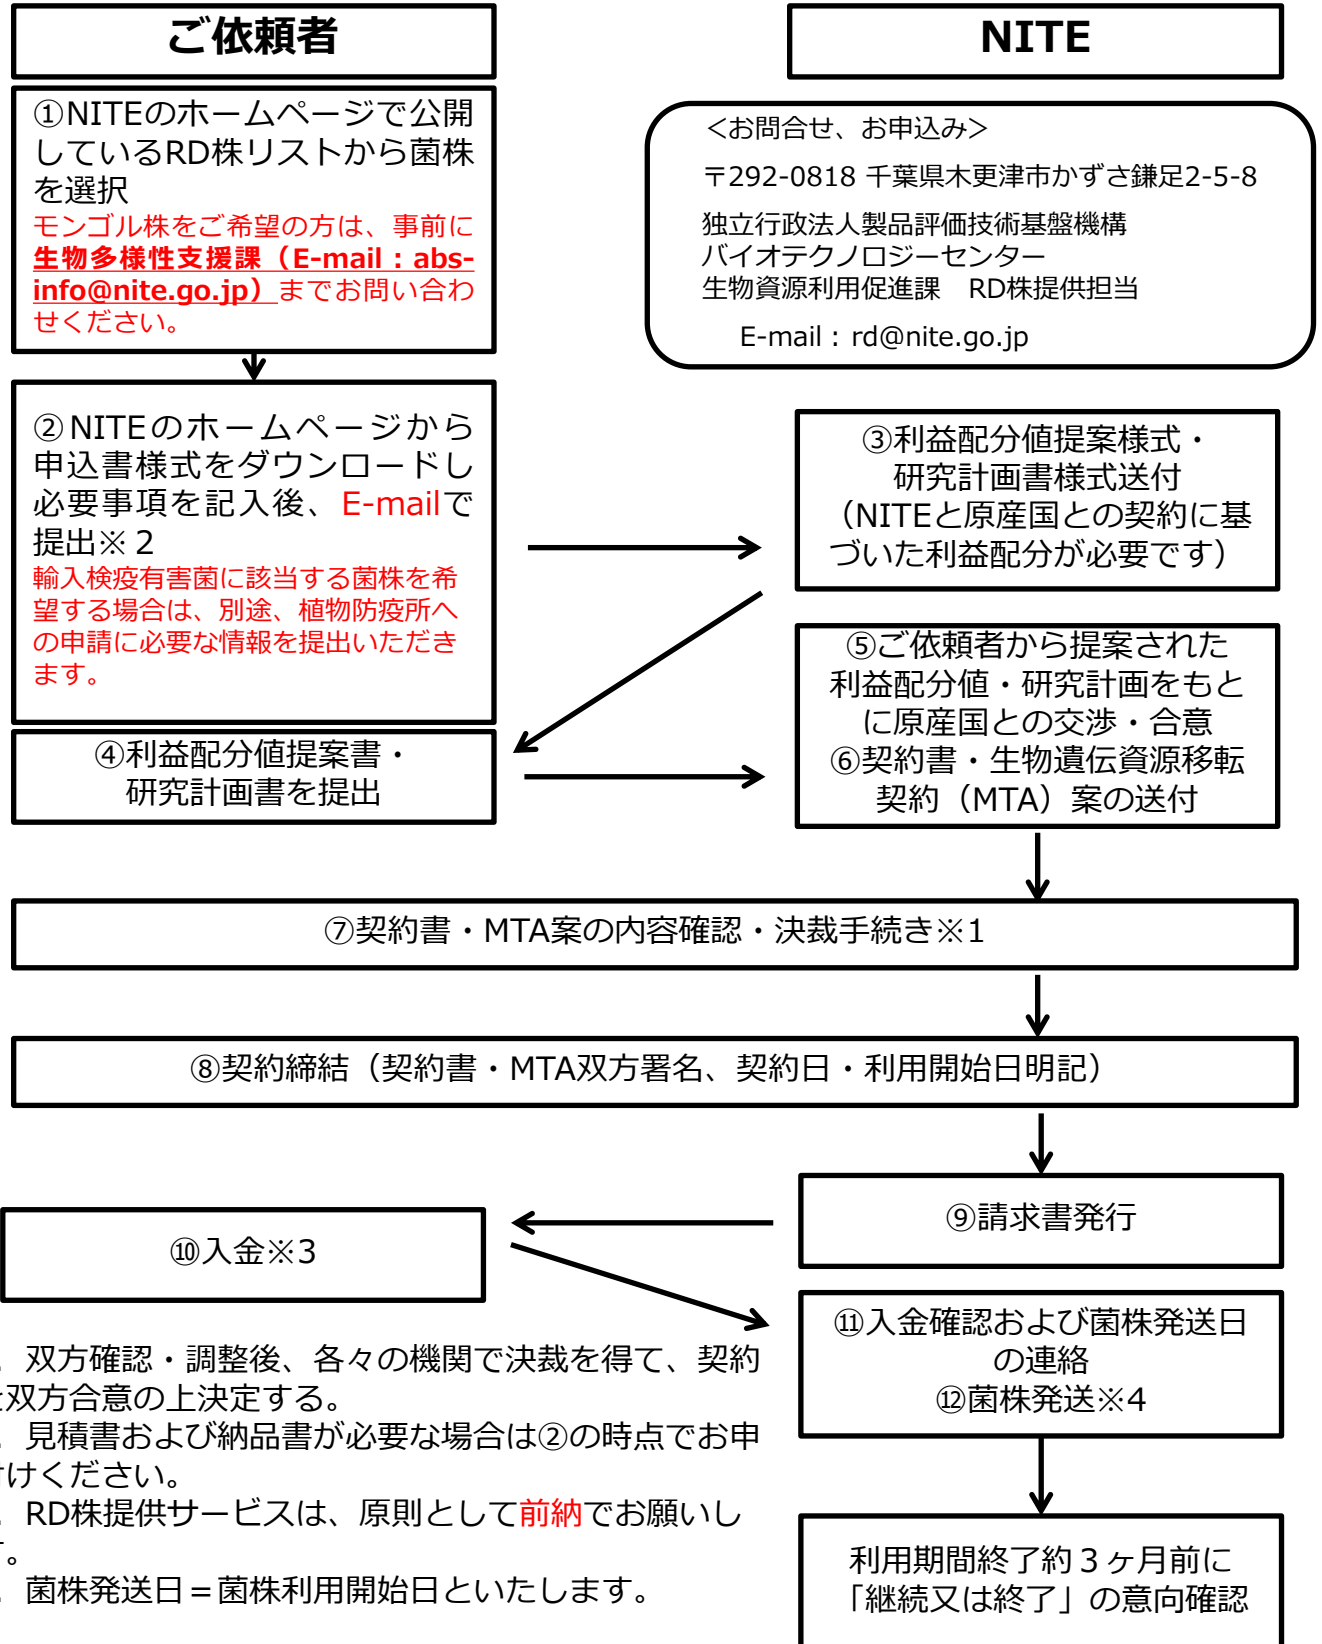 ご依頼者
NITE
①NITEのホームページで公開
しているRD株リストから菌株
を選択
モンゴル株をご希望の方は、事前に
生物多様性支援課（E-mail：abs-
info@nite.go.jp）までお問い合わ
せください。
＜お問合せ、お申込み＞
〒292-0818 千葉県木更津市かずさ鎌足2-5-8
独立行政法人製品評価技術基盤機構
バイオテクノロジーセンター
生物資源利用促進課　RD株提供担当
E-mail：rd@nite.go.jp
②NITEのホームページから
申込書様式をダウンロードし
必要事項を記入後、E-mailで
提出※２
輸入検疫有害菌に該当する菌株を希
望する場合は、別途、植物防疫所へ
の申請に必要な情報を提出いただき
ます。
③利益配分値提案様式・
研究計画書様式送付
（NITEと原産国との契約に基
づいた利益配分が必要です）
④利益配分値提案書・
研究計画書を提出
⑤ご依頼者から提案された
利益配分値・研究計画をもと
に原産国との交渉・合意
⑥契約書・生物遺伝資源移転
契約（MTA）案の送付
⑦契約書・MTA案の内容確認・決裁手続き※1
⑧契約締結（契約書・MTA双方署名、契約日・利用開始日明記）
⑨請求書発行
⑩入金※3
⑪入金確認および菌株発送日
の連絡
⑫菌株発送※4
双方確認・調整後、各々の機関で決裁を得て、契約
双方合意の上決定する。
見積書および納品書が必要な場合は②の時点でお申
けください。
RD株提供サービスは、原則として前納でお願いし
。
菌株発送日＝菌株利用開始日といたします。
利用期間終了約３ヶ月前に
「継続又は終了」の意向確認